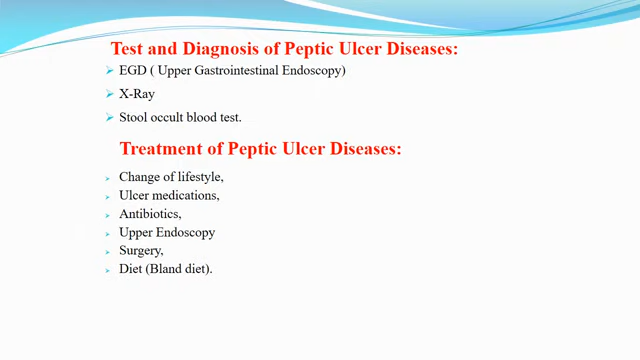 Test and Diagnosis of Peptic Ulcer Diseases:
EGD ( Upper Gastrointestinal Endoscopy)
X-Ray
Stool occult blood test.
Treatment of Peptic Ulcer Diseases:
Change of lifestyle,
Ulcer medications,
Antibiotics,
Upper Endoscopy
Surgery,
Diet (Bland diet).